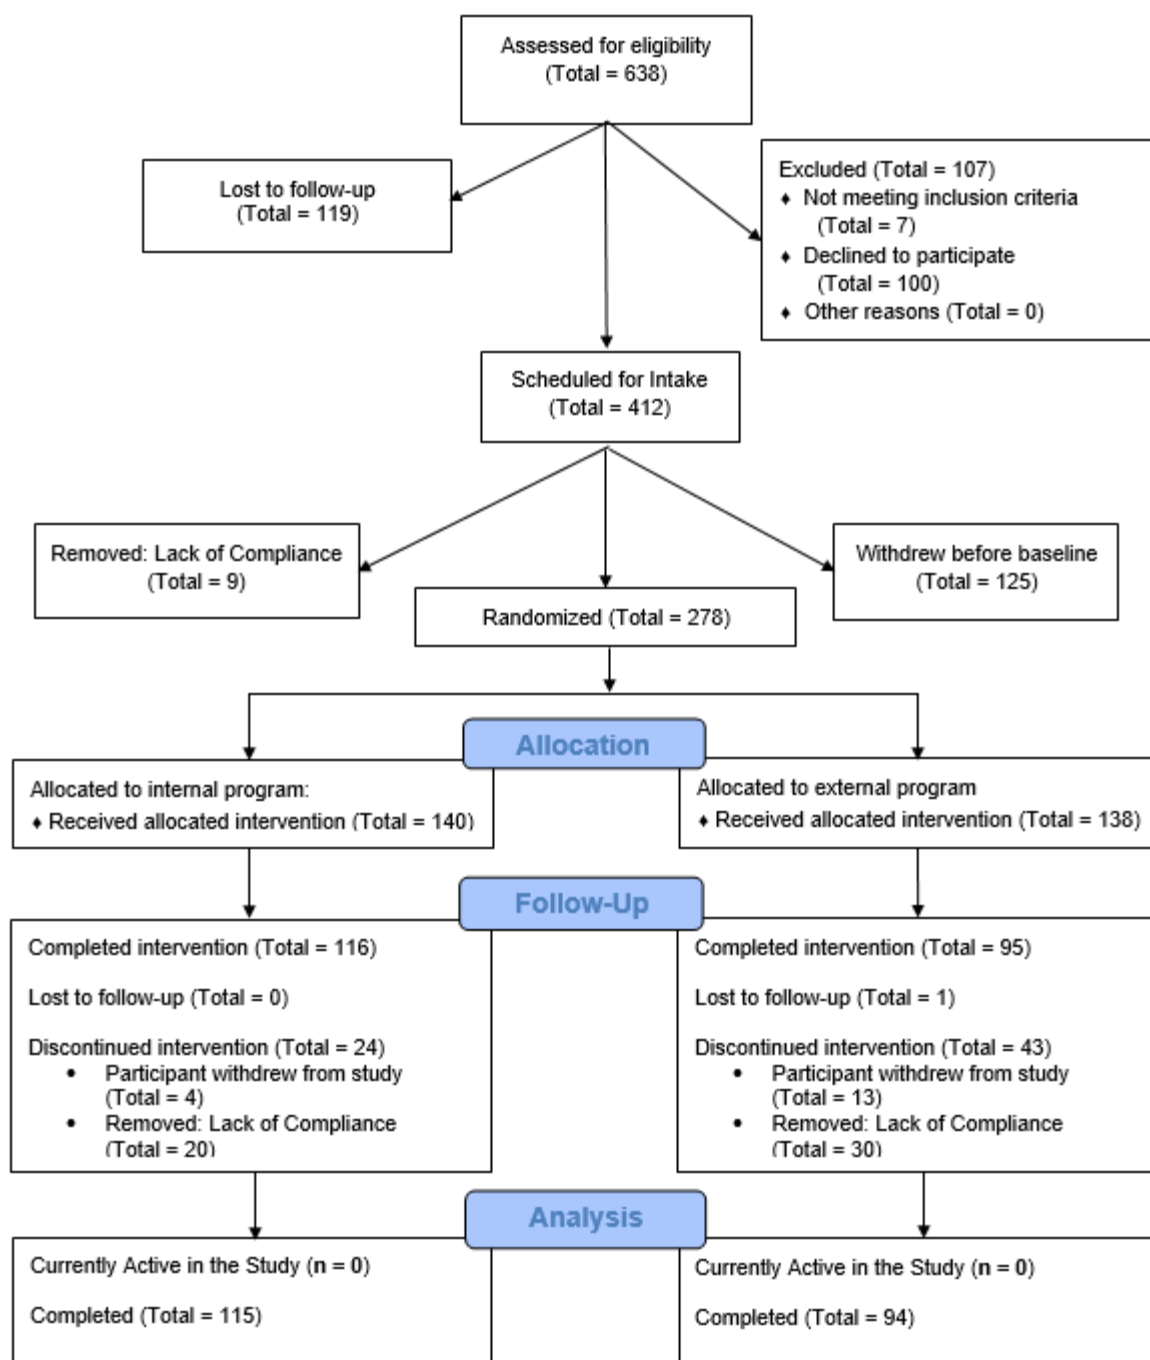 Assessed for eligibility
(Total = 638)
Lost to follow-up
(Total = 119)
Excluded (Total = 107)
♦ Not meeting inclusion criteria
(Total = 7)
♦ Declined to participate
(Total = 100)
♦ Other reasons (Total = 0)
Scheduled for Intake
(Total = 412)
Removed: Lack of Compliance
(Total = 9)
Withdrew before baseline
(Total = 125)
Randomized (Total = 278)
Allocation
Allocated to internal program:
♦ Received allocated intervention (Total = 140)
Allocated to external program
♦ Received allocated intervention (Total = 138)
Follow-Up
Completed intervention (Total = 116)
Lost to follow-up (Total = 0)
Discontinued intervention (Total = 24)
• Participant withdrew from study
(Total = 4)
• Removed: Lack of Compliance
(Total = 20)
Completed intervention (Total = 95)
Lost to follow-up (Total = 1)
Discontinued intervention (Total = 43)
• Participant withdrew from study
(Total = 13)
• Removed: Lack of Compliance
(Total = 30)
Analysis
Currently Active in the Study (n = 0)
Completed (Total = 115)
Currently Active in the Study (n = 0)
Completed (Total = 94)